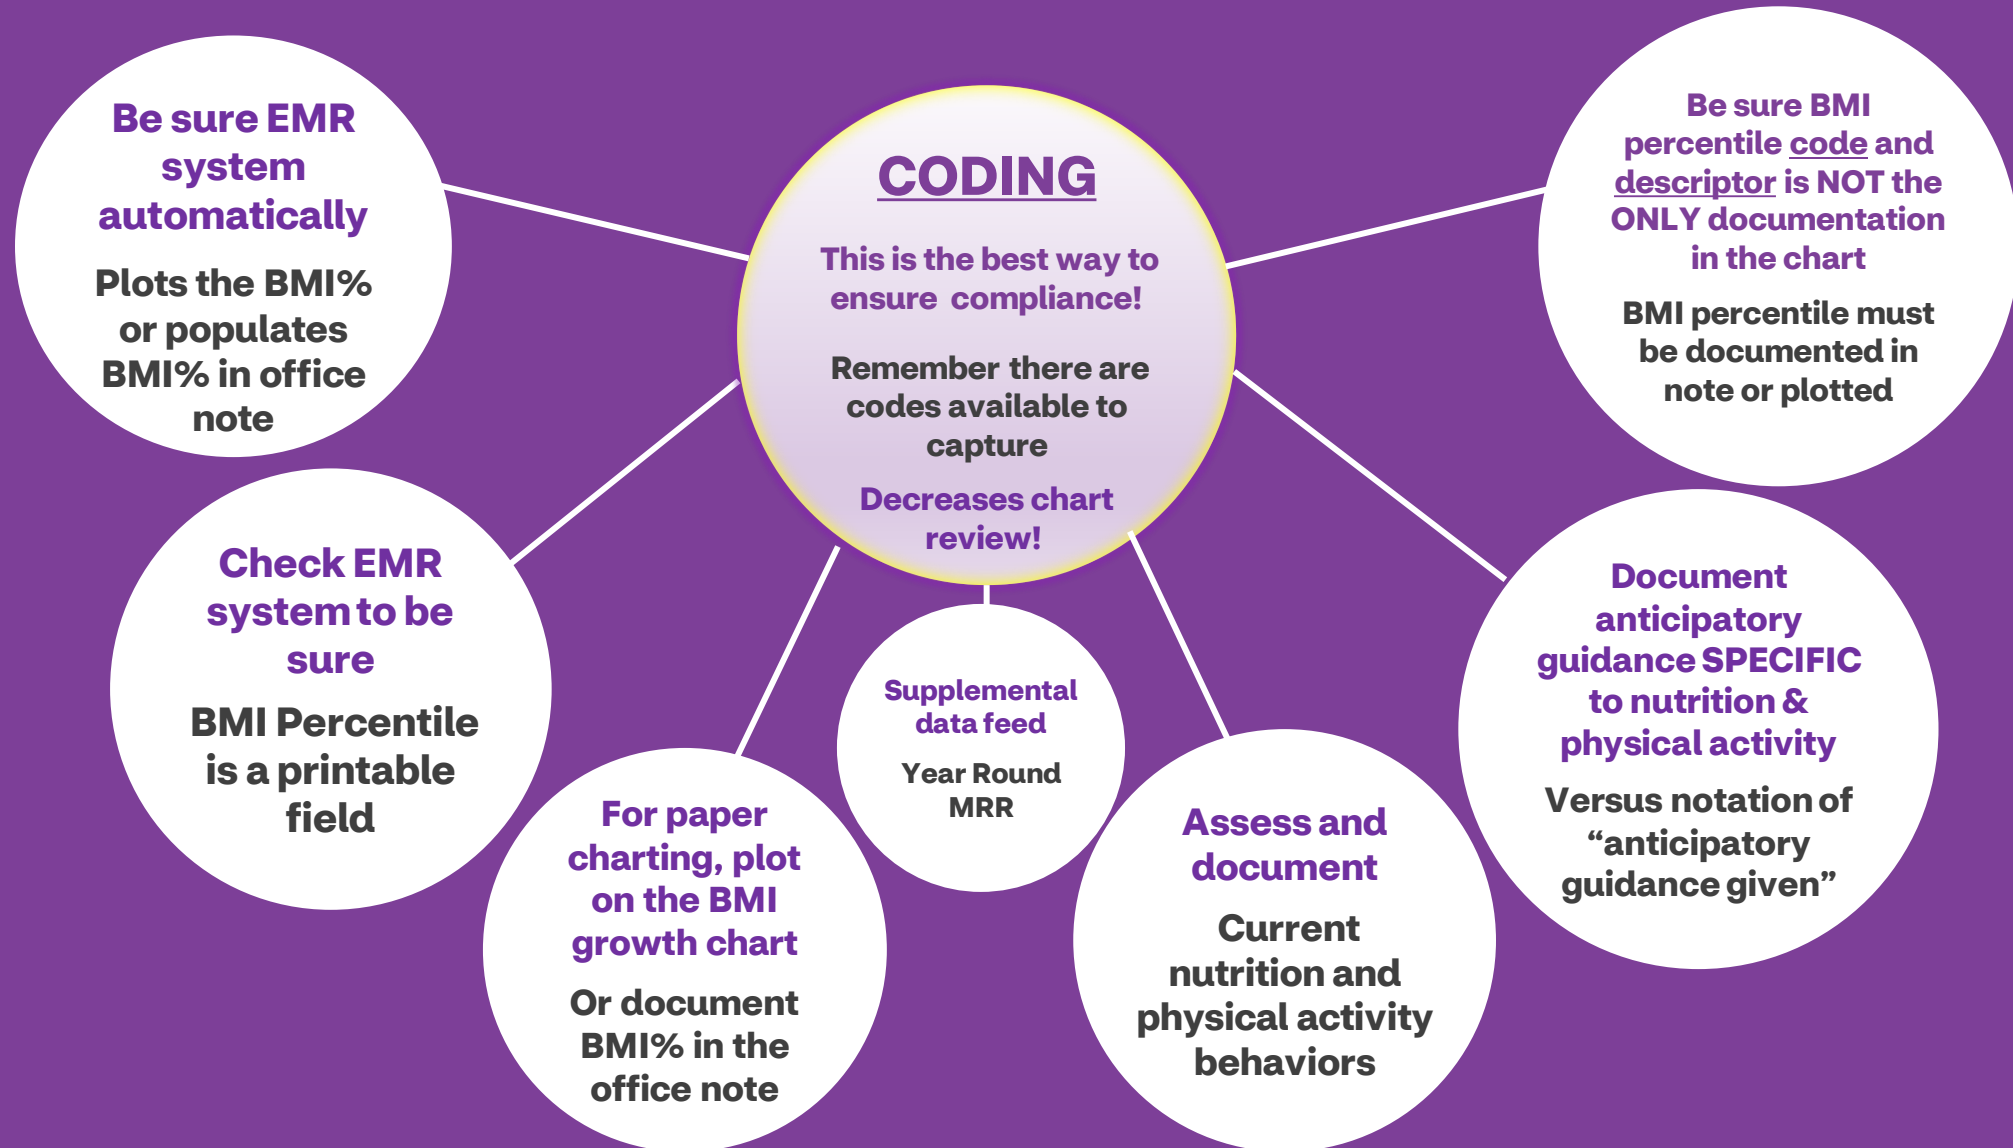 Be sure EMR
system
automatically
Plots the BMI%
or populates
BMI% in office
note
CODING
This is the best way to
ensure compliance!
Remember there are
codes available to
capture
Decreases chart
review!
Be sure BMI
percentile code and
descriptor is NOT the
ONLY documentation
in the chart
BMI percentile must
be documented in
note or plotted
Check EMR
system to be
sure
BMI Percentile
is a printable
field
For paper
charting, plot
on the BMI
growth chart
Or document
BMI% in the
office note
Supplemental
data feed
Year Round
MRR
Assess and
document
Current
nutrition and
physical activity
behaviors
Document
anticipatory
guidance SPECIFIC
to nutrition &
physical activity
Versus notation of
“anticipatory
guidance given”